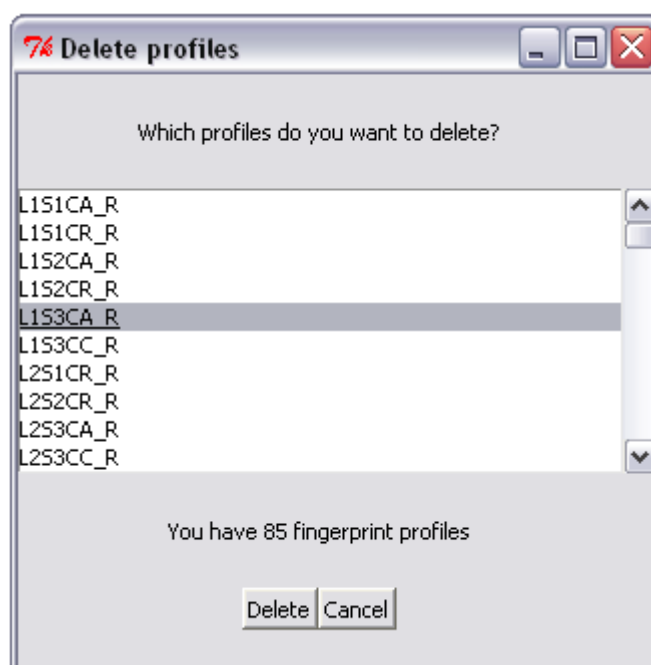 Delete profiles
Which profiles do you want to delete?
L1S1CA_R
L1S1CR_R
L1S2CA_R
L1S2CR_R
L1S3CA_R
L1S3CC_R
L2S1CR_R
L2S2CR_R
L2S3CA_R
L2S3CC_R
You have 85 fingerprint profiles
Delete Cancel